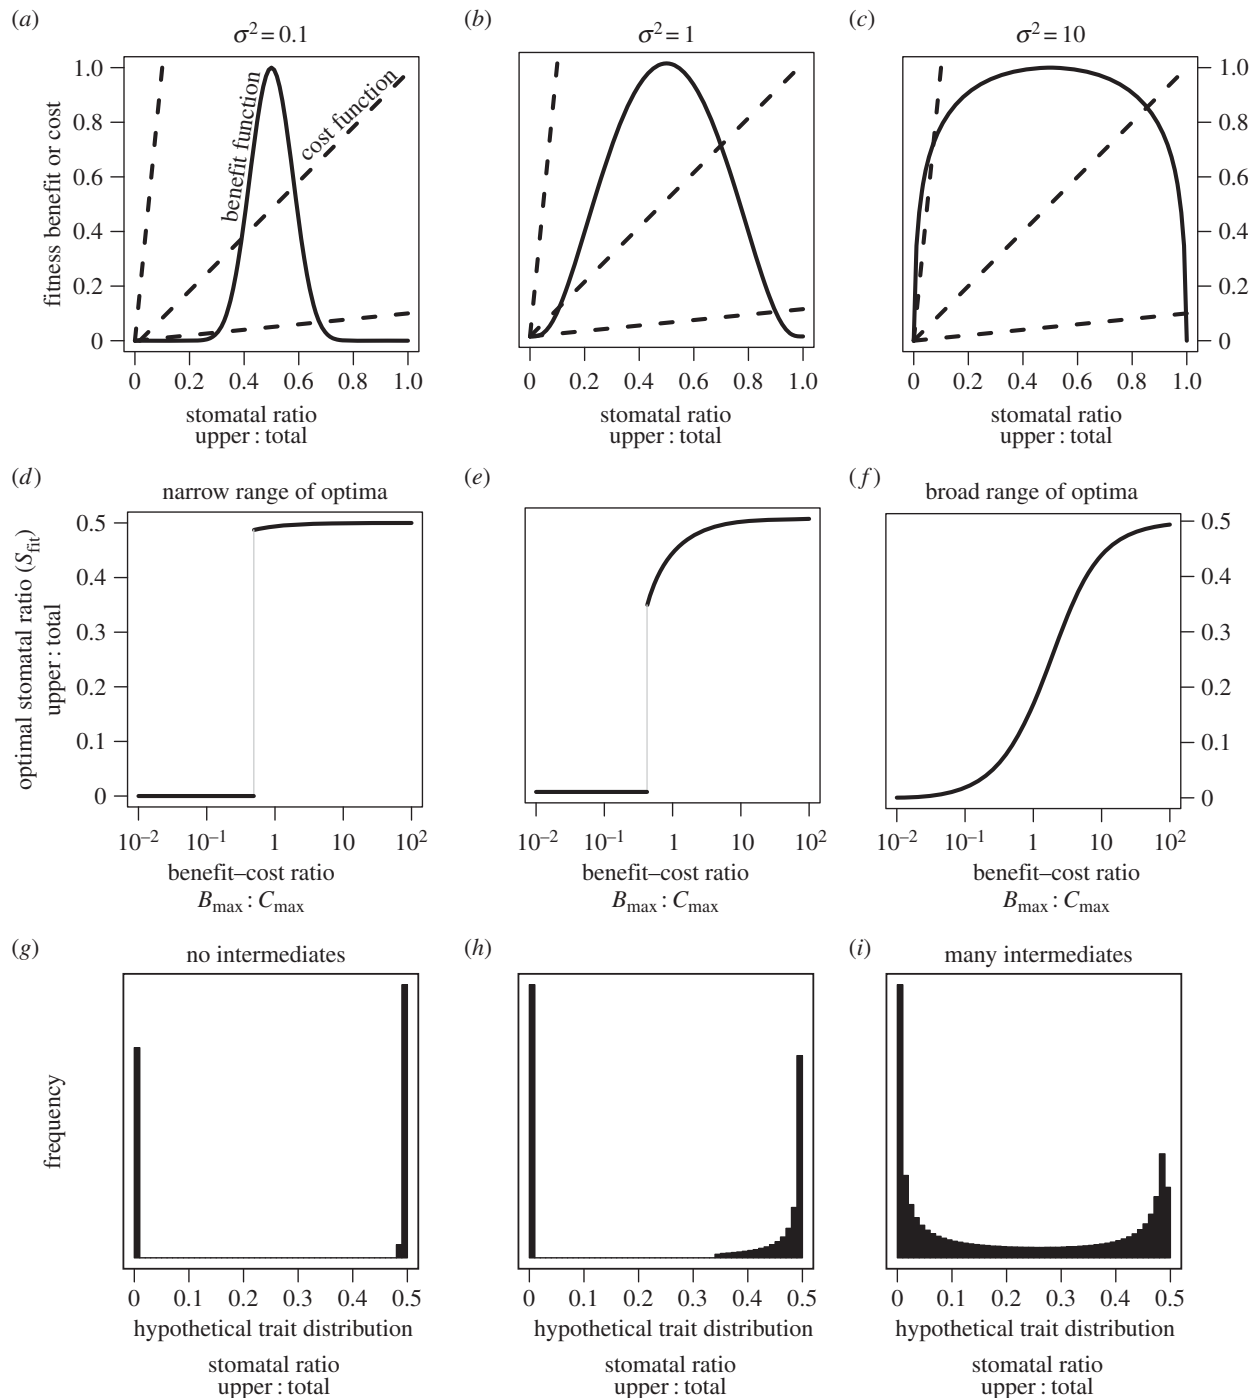 (a)
σ² = 0.1
(b)
σ² = 1
(c)
σ² = 10
fitness benefit or cost
1.0
0.8
0.6
0.4
0.2
0
benefit function
cost function
1.0
0.8
0.6
0.4
0.2
0
0 0.2 0.4 0.6 0.8 1.0
stomatal ratio
upper : total
0 0.2 0.4 0.6 0.8 1.0
stomatal ratio
upper : total
0 0.2 0.4 0.6 0.8 1.0
stomatal ratio
upper : total
(d)
narrow range of optima
(e)
(f)
broad range of optima
optimal stomatal ratio (S_fit)
upper : total
0.5
0.4
0.3
0.2
0.1
0
0.5
0.4
0.3
0.2
0.1
0
10⁻² 10⁻¹ 1 10 10²
benefit–cost ratio
B_max : C_max
10⁻² 10⁻¹ 1 10 10²
benefit–cost ratio
B_max : C_max
10⁻² 10⁻¹ 1 10 10²
benefit–cost ratio
B_max : C_max
(g)
no intermediates
(h)
(i)
many intermediates
frequency
0 0.1 0.2 0.3 0.4 0.5
hypothetical trait distribution
stomatal ratio
upper : total
0 0.1 0.2 0.3 0.4 0.5
hypothetical trait distribution
stomatal ratio
upper : total
0 0.1 0.2 0.3 0.4 0.5
hypothetical trait distribution
stomatal ratio
upper : total